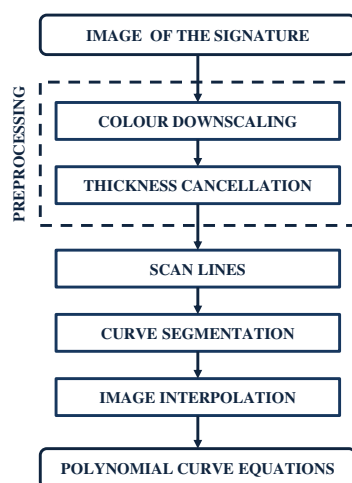 IMAGE OF THE SIGNATURE
PREPROCESSING
COLOUR DOWNSCALING
THICKNESS CANCELLATION
SCAN LINES
CURVE SEGMENTATION
IMAGE INTERPOLATION
POLYNOMIAL CURVE EQUATIONS